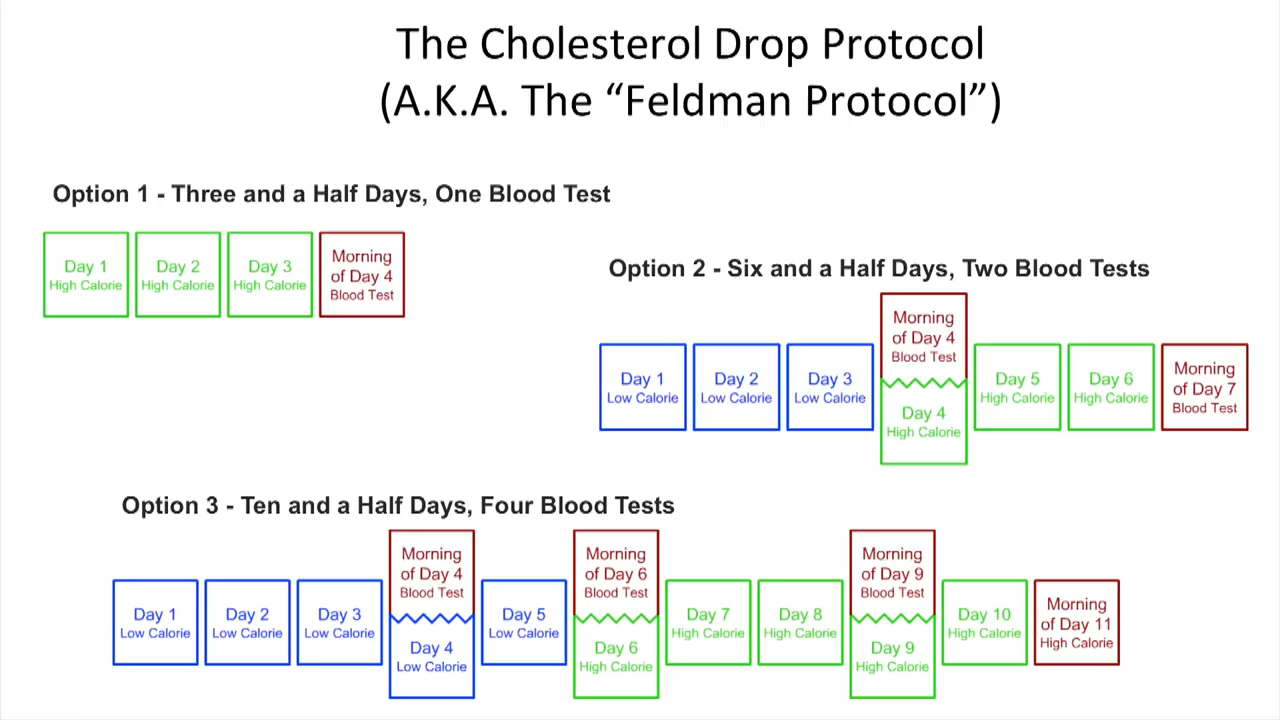 The Cholesterol Drop Protocol
(A.K.A. The “Feldman Protocol”)
Option 1 - Three and a Half Days, One Blood Test
Day 1
High Calorie
Day 2
High Calorie
Day 3
High Calorie
Morning
of Day 4
Blood Test
Option 2 - Six and a Half Days, Two Blood Tests
Day 1
Low Calorie
Day 2
Low Calorie
Day 3
Low Calorie
Morning
of Day 4
Blood Test
Day 4
High Calorie
Day 5
High Calorie
Day 6
High Calorie
Morning
of Day 7
Blood Test
Option 3 - Ten and a Half Days, Four Blood Tests
Day 1
Low Calorie
Day 2
Low Calorie
Day 3
Low Calorie
Morning
of Day 4
Blood Test
Day 4
Low Calorie
Day 5
Low Calorie
Morning
of Day 6
Blood Test
Day 6
High Calorie
Day 7
High Calorie
Day 8
High Calorie
Morning
of Day 9
Blood Test
Day 9
High Calorie
Day 10
High Calorie
Morning
of Day 11
High Calorie